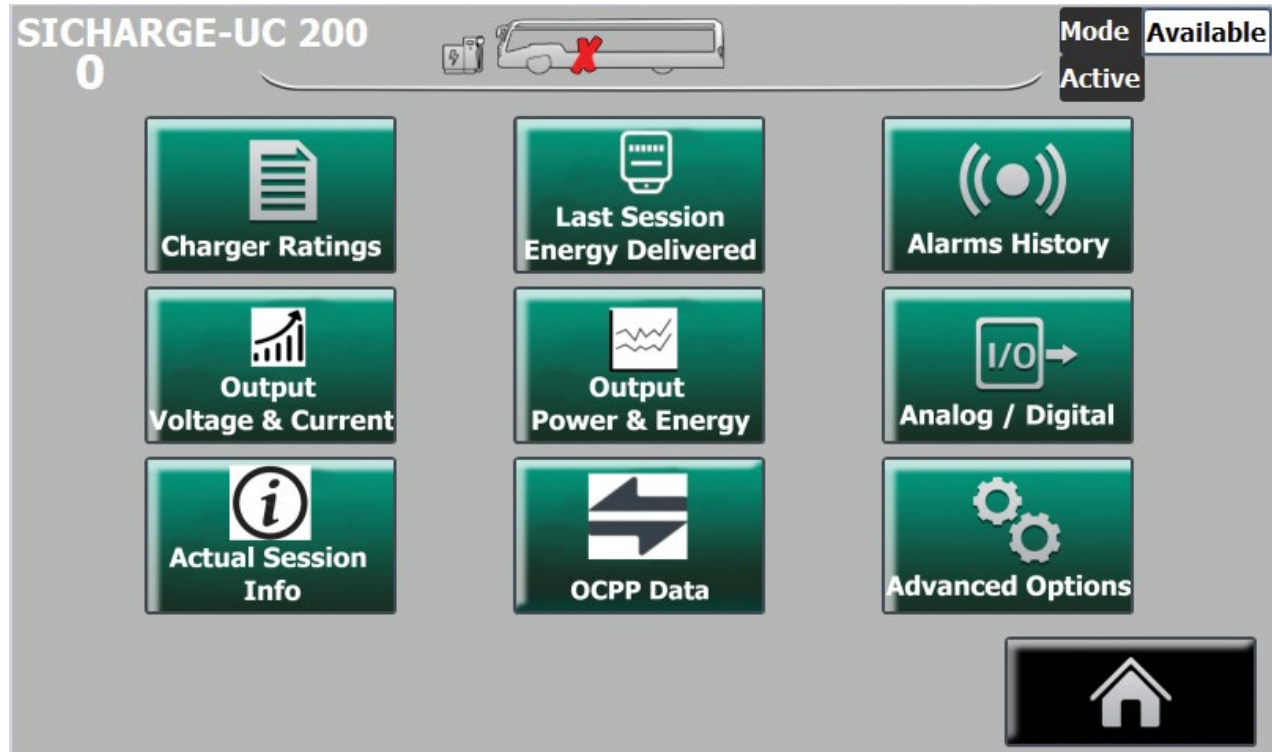 SICHARGE-UC 200
0
Mode Available
Active
Charger Ratings
Last Session
Energy Delivered
Alarms History
Output
Voltage & Current
Output
Power & Energy
I/O
Analog / Digital
i
Actual Session
Info
OCPP Data
Advanced Options